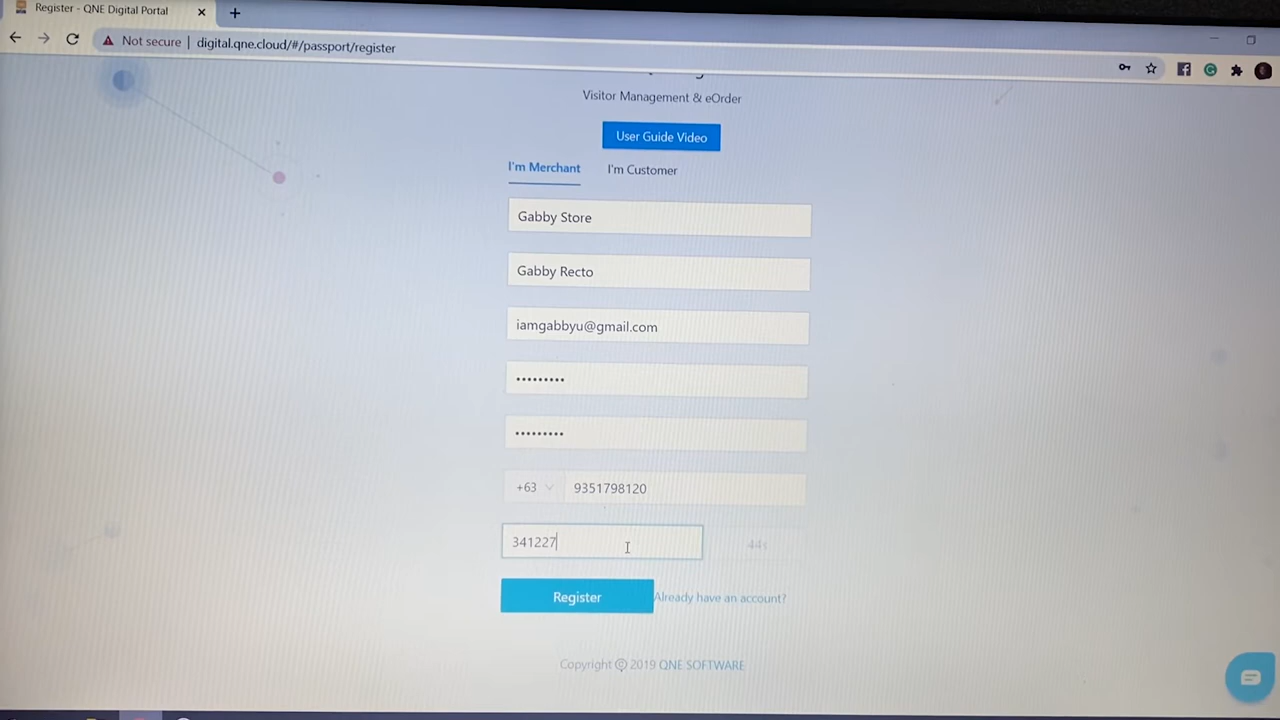 Register - QNE Digital Portal
Not secure | digital.qne.cloud/#/passport/register
Visitor Management & eOrder
User Guide Video
I'm Merchant I'm Customer
Gabby Store
Gabby Recto
iamgabbyu@gmail.com
•••••••••
•••••••••
+63 9351798120
341227 44s
Register Already have an account?
Copyright © 2019 QNE SOFTWARE